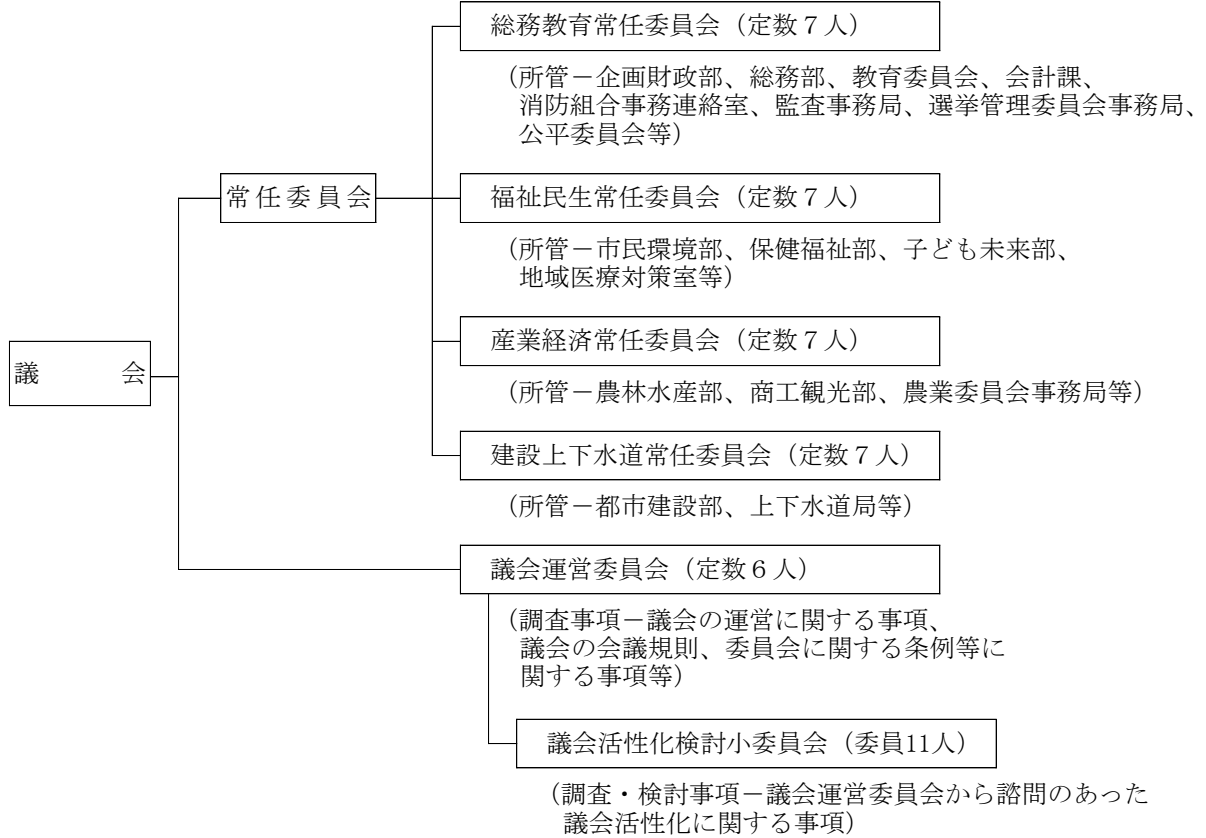 総務教育常任委員会（定数７人）
（所管－企画財政部、総務部、教育委員会、会計課、
消防組合事務連絡室、監査事務局、選挙管理委員会事務局、
公平委員会等）
常任委員会
福祉民生常任委員会（定数７人）
（所管－市民環境部、保健福祉部、子ども未来部、
地域医療対策室等）
産業経済常任委員会（定数７人）
議　　会
（所管－農林水産部、商工観光部、農業委員会事務局等）
建設上下水道常任委員会（定数７人）
（所管－都市建設部、上下水道局等）
議会運営委員会（定数６人）
（調査事項－議会の運営に関する事項、
議会の会議規則、委員会に関する条例等に
関する事項等）
議会活性化検討小委員会（委員11人）
（調査・検討事項－議会運営委員会から諮問のあった
議会活性化に関する事項）